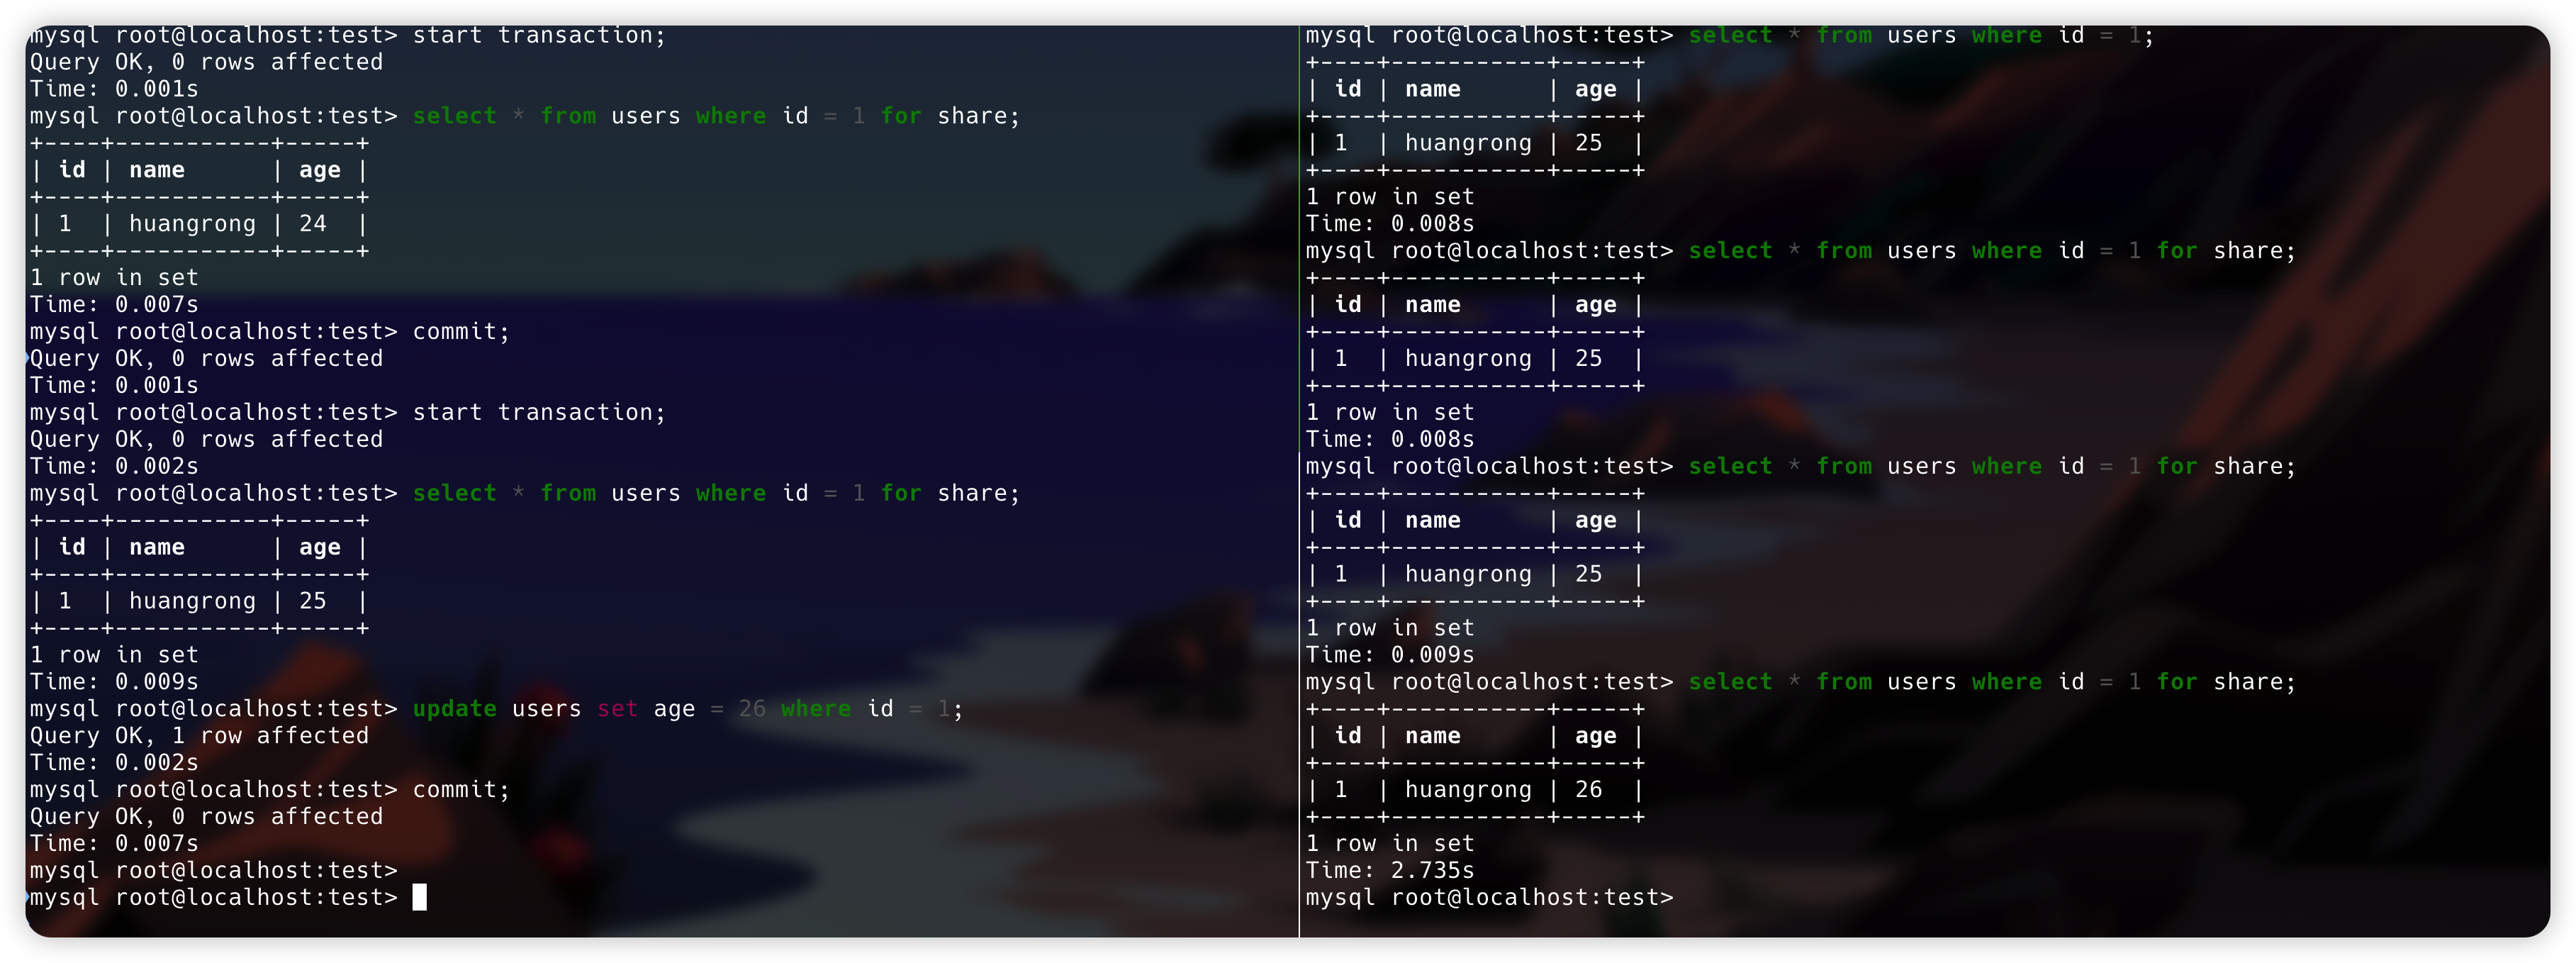 mysql root@localhost:test> start transaction;
Query OK, 0 rows affected
Time: 0.001s
mysql root@localhost:test> select * from users where id = 1 for share;
+----+-----------+-----+
| id | name      | age |
+----+-----------+-----+
| 1  | huangrong | 24  |
+----+-----------+-----+
1 row in set
Time: 0.007s
mysql root@localhost:test> commit;
Query OK, 0 rows affected
Time: 0.001s
mysql root@localhost:test> start transaction;
Query OK, 0 rows affected
Time: 0.002s
mysql root@localhost:test> select * from users where id = 1 for share;
+----+-----------+-----+
| id | name      | age |
+----+-----------+-----+
| 1  | huangrong | 25  |
+----+-----------+-----+
1 row in set
Time: 0.009s
mysql root@localhost:test> update users set age = 26 where id = 1;
Query OK, 1 row affected
Time: 0.002s
mysql root@localhost:test> commit;
Query OK, 0 rows affected
Time: 0.007s
mysql root@localhost:test>
mysql root@localhost:test>
mysql root@localhost:test> select * from users where id = 1;
+----+-----------+-----+
| id | name      | age |
+----+-----------+-----+
| 1  | huangrong | 25  |
+----+-----------+-----+
1 row in set
Time: 0.008s
mysql root@localhost:test> select * from users where id = 1 for share;
+----+-----------+-----+
| id | name      | age |
+----+-----------+-----+
| 1  | huangrong | 25  |
+----+-----------+-----+
1 row in set
Time: 0.008s
mysql root@localhost:test> select * from users where id = 1 for share;
+----+-----------+-----+
| id | name      | age |
+----+-----------+-----+
| 1  | huangrong | 25  |
+----+-----------+-----+
1 row in set
Time: 0.009s
mysql root@localhost:test> select * from users where id = 1 for share;
+----+-----------+-----+
| id | name      | age |
+----+-----------+-----+
| 1  | huangrong | 26  |
+----+-----------+-----+
1 row in set
Time: 2.735s
mysql root@localhost:test>